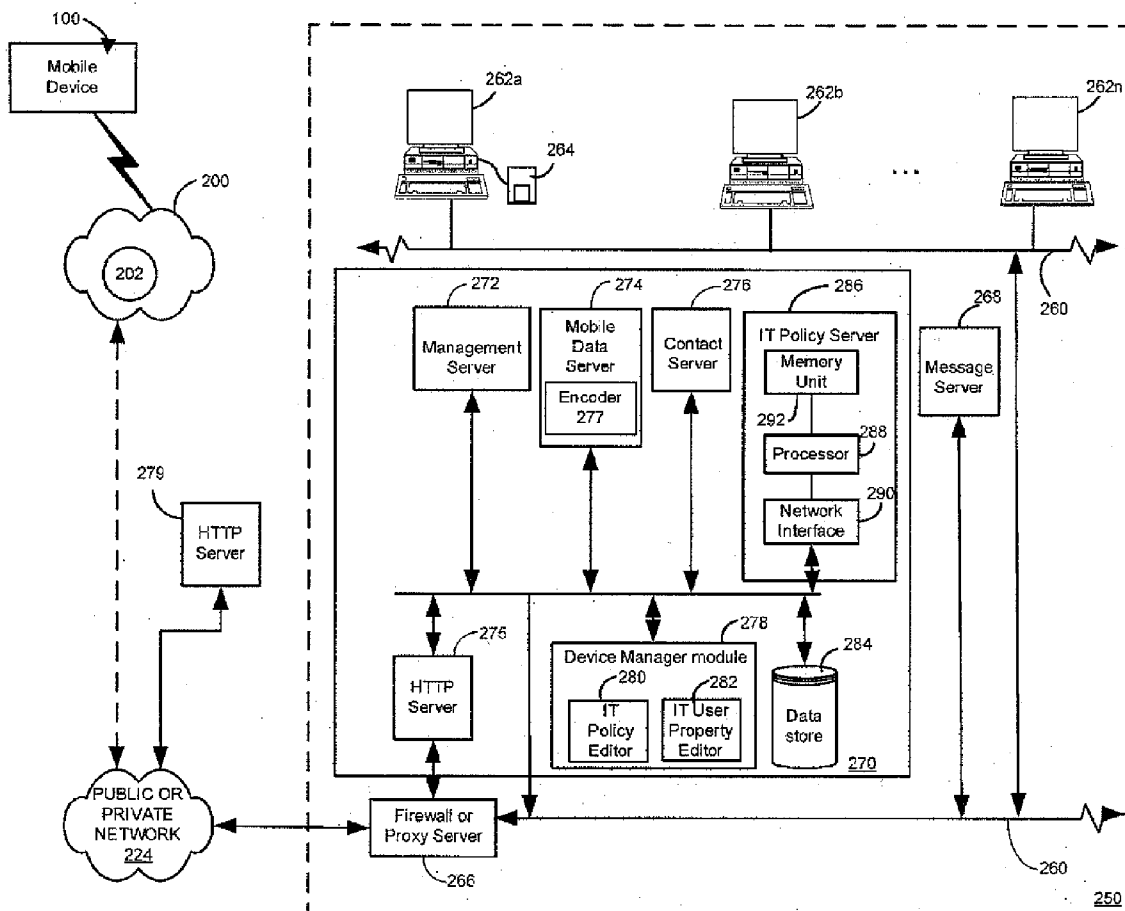 100
Mobile
Device
200
202
262a
264
262b
...
262n
260
272
Management
Server
274
Mobile
Data
Server
Encoder
277
276
Contact
Server
286
IT Policy Server
Memory
Unit
292
Processor
288
290
Network
Interface
268
Message
Server
279
HTTP
Server
275
HTTP
Server
278
Device Manager module
280
IT
Policy
Editor
282
IT User
Property
Editor
284
Data
store
270
PUBLIC OR
PRIVATE
NETWORK
224
Firewall or
Proxy Server
266
260
250